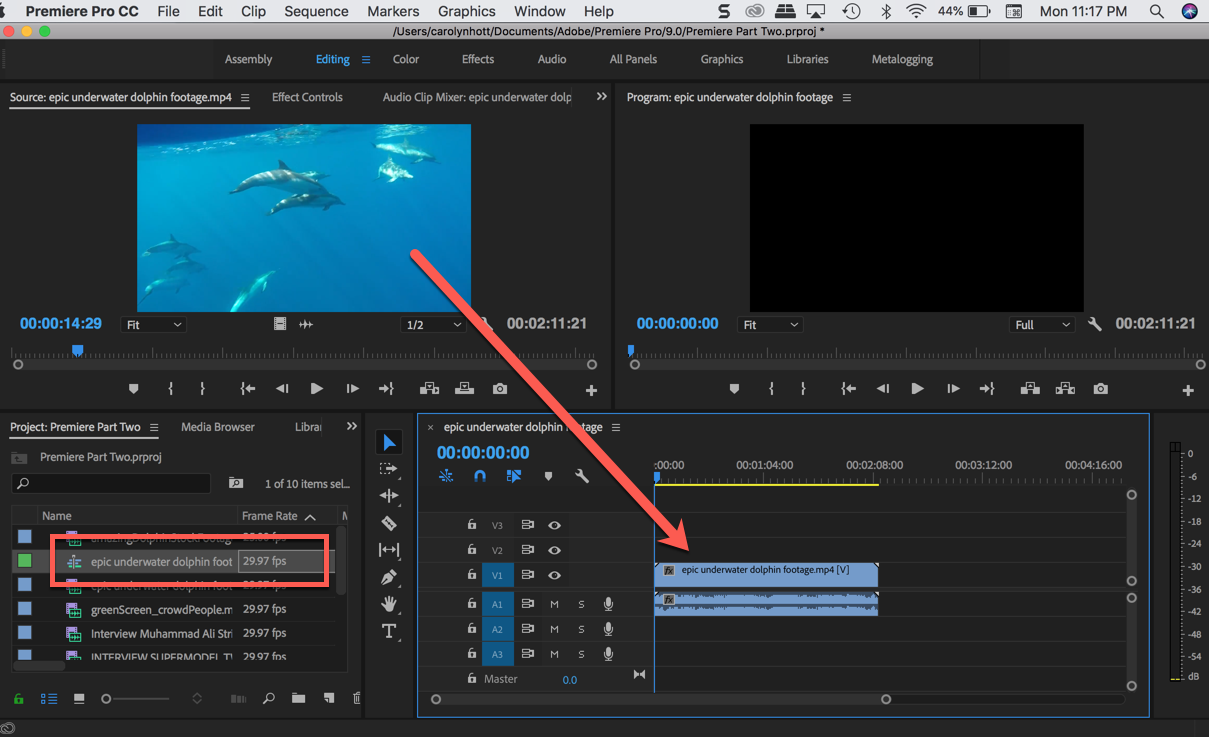 Premiere Pro CC File Edit Clip Sequence Markers Graphics Window Help 44% Mon 11:17 PM
/Users/carolynhott/Documents/Adobe/Premiere Pro/9.0/Premiere Part Two.prproj *
Assembly Editing Color Effects Audio All Panels Graphics Libraries Metalogging
Source: epic underwater dolphin footage.mp4 Effect Controls Audio Clip Mixer: epic underwater dolp
Program: epic underwater dolphin footage
00:00:14:29 Fit 1/2 00:02:11:21
00:00:00:00 Fit Full 00:02:11:21
Project: Premiere Part Two Media Browser Librar
Premiere Part Two.prproj
1 of 10 items sel...
Name Frame Rate
epic underwater dolphin foot 29.97 fps
greenScreen_crowdPeople.m 29.97 fps
Interview Muhammad Ali Stri 29.97 fps
INTERVIEW SUPERMODEL TV 29.97 fps
epic underwater dolphin footage
00:00:00:00
:00:00 00:01:04:00 00:02:08:00 00:03:12:00 00:04:16:00
V3
V2
V1 fx epic underwater dolphin footage.mp4 [V]
A1 M S fx
A2 M S
A3 M S
Master 0.0
0
-6
-12
-18
-24
-30
-36
-42
-48
-54
dB